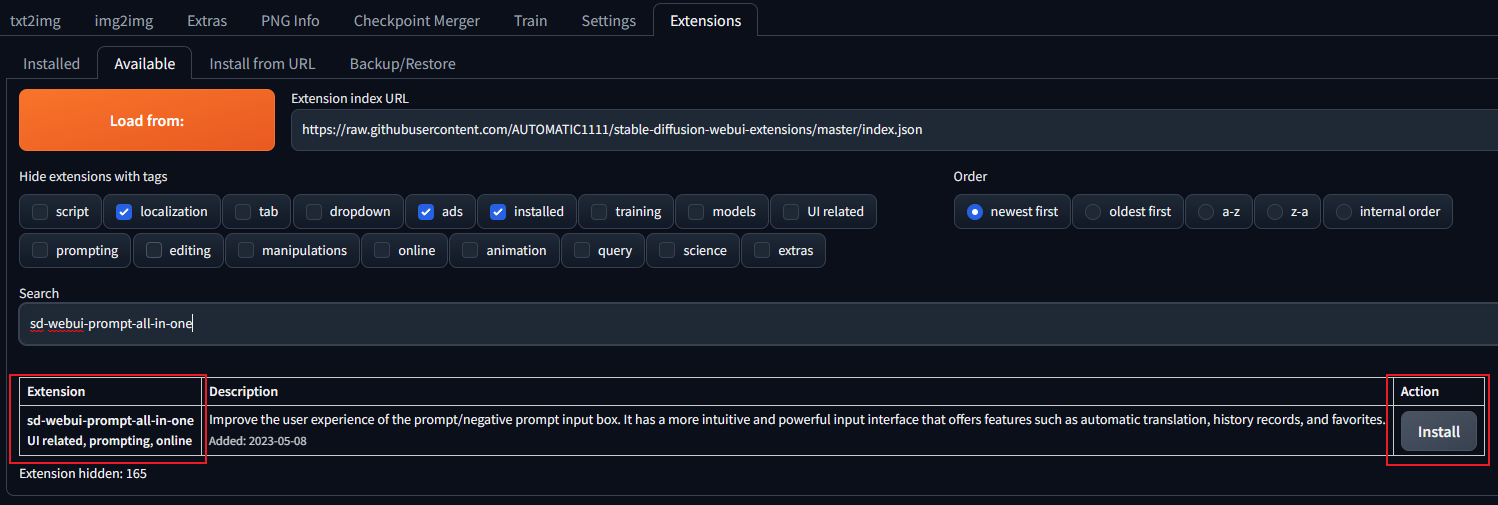 txt2img img2img Extras PNG Info Checkpoint Merger Train Settings Extensions
Installed Available Install from URL Backup/Restore
Load from:
Extension index URL
https://raw.githubusercontent.com/AUTOMATIC1111/stable-diffusion-webui-extensions/master/index.json
Hide extensions with tags
script localization tab dropdown ads installed training models UI related
prompting editing manipulations online animation query science extras
Order
newest first oldest first a-z z-a internal order
Search
sd-webui-prompt-all-in-one
Extension Description Action
sd-webui-prompt-all-in-one
UI related, prompting, online
Improve the user experience of the prompt/negative prompt input box. It has a more intuitive and powerful input interface that offers features such as automatic translation, history records, and favorites.
Added: 2023-05-08
Install
Extension hidden: 165